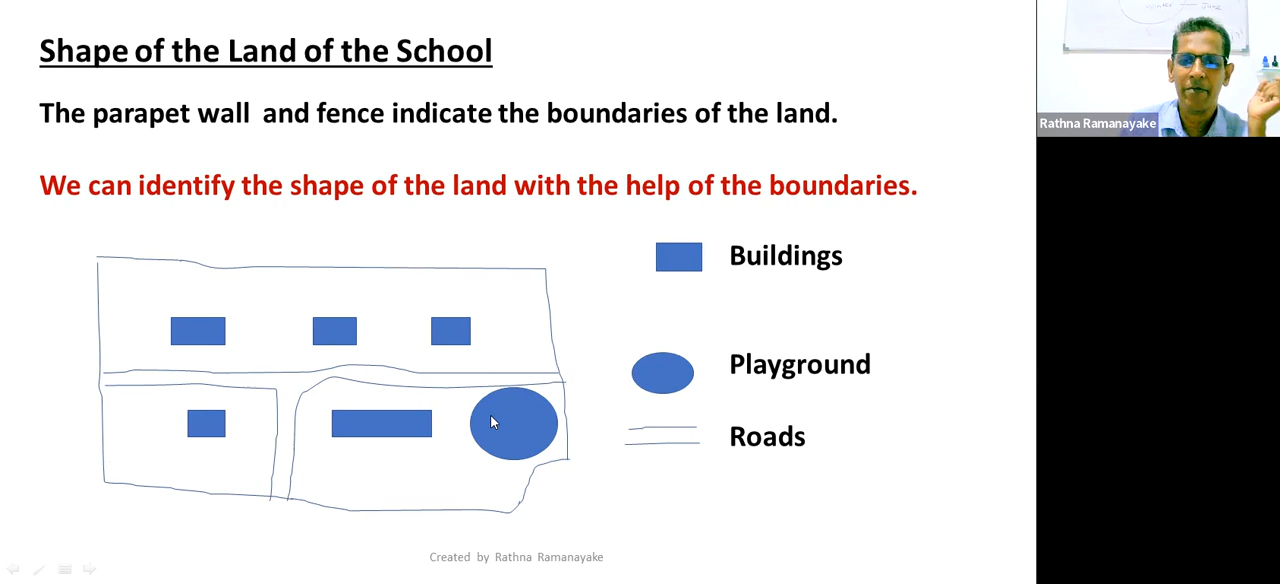 Shape of the Land of the School
The parapet wall and fence indicate the boundaries of the land.
We can identify the shape of the land with the help of the boundaries.
Buildings
Playground
Roads
Created by Rathna Ramanayake
Rathna Ramanayake